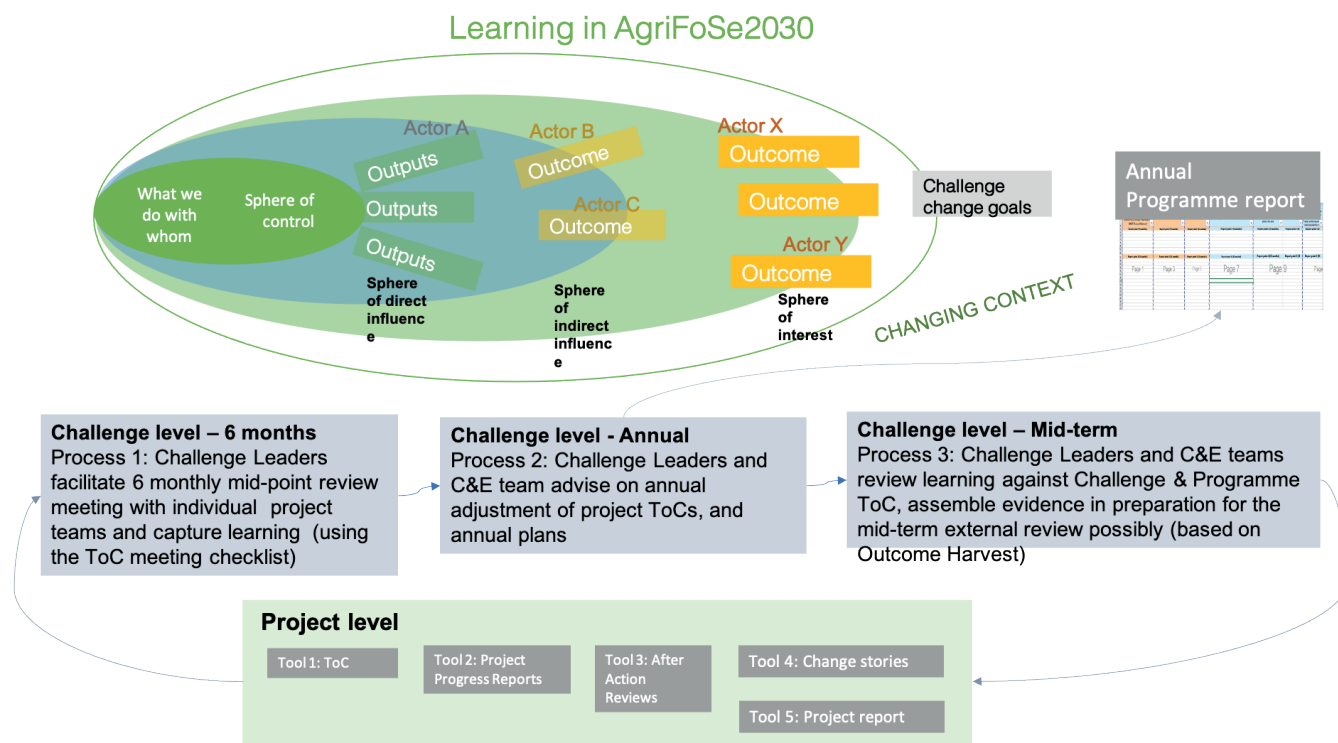 Learning in AgriFoSe2030
Actor A
Actor B
Actor X
Outputs
Outcome
Outcome
What we
do with
whom
Sphere of
control
Outputs
Actor C
Outcome
Outcome
Challenge
change goals
Annual
Programme report
Outputs
Actor Y
Outcome
Sphere
of direct
influenc
e
Sphere
of
indirect
influenc
e
Sphere
of
interest
CHANGING CONTEXT
Page 7
Page 9
Challenge level – 6 months
Process 1: Challenge Leaders
facilitate 6 monthly mid-point review
meeting with individual project
teams and capture learning (using
the ToC meeting checklist)
Challenge level - Annual
Process 2: Challenge Leaders and
C&E team advise on annual
adjustment of project ToCs, and
annual plans
Challenge level – Mid-term
Process 3: Challenge Leaders and C&E teams
review learning against Challenge & Programme
ToC, assemble evidence in preparation for the
mid-term external review possibly (based on
Outcome Harvest)
Project level
Tool 1: ToC
Tool 2: Project
Progress Reports
Tool 3: After
Action
Reviews
Tool 4: Change stories
Tool 5: Project report